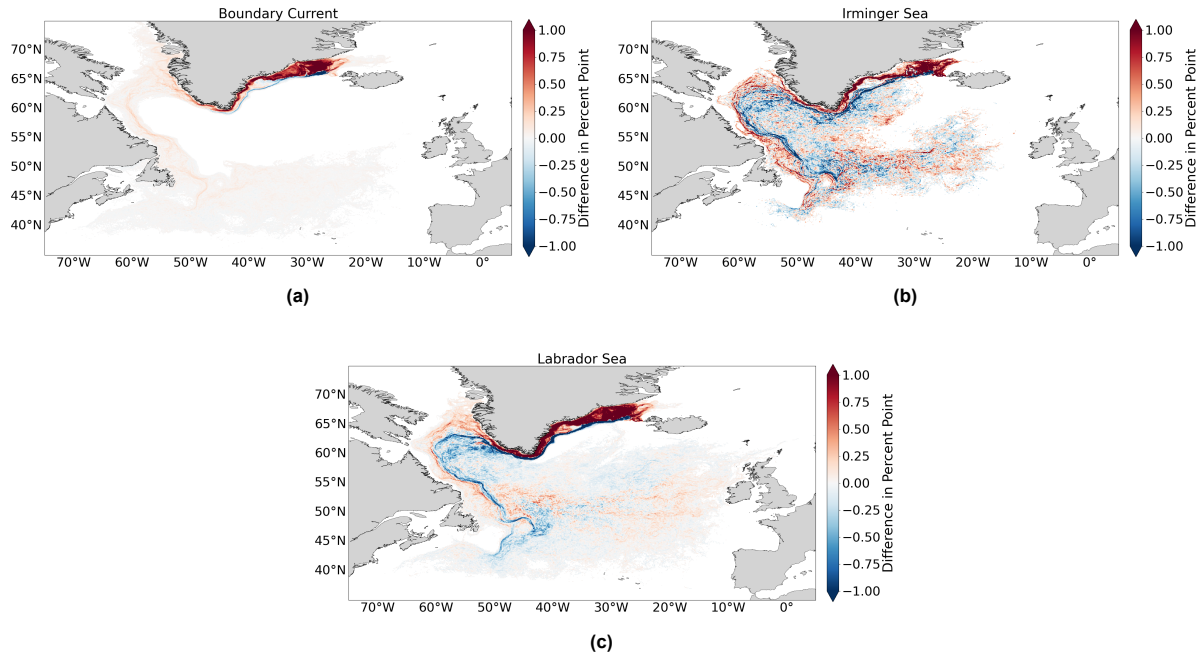 Boundary Current
70°N
65°N
60°N
55°N
50°N
45°N
40°N
70°W 60°W 50°W 40°W 30°W 20°W 10°W 0°
1.00
0.75
0.50
0.25
0.00
−0.25
−0.50
−0.75
−1.00
Difference in Percent Point
(a)
Irminger Sea
70°N
65°N
60°N
55°N
50°N
45°N
40°N
70°W 60°W 50°W 40°W 30°W 20°W 10°W 0°
1.00
0.75
0.50
0.25
0.00
−0.25
−0.50
−0.75
−1.00
Difference in Percent Point
(b)
Labrador Sea
70°N
65°N
60°N
55°N
50°N
45°N
40°N
70°W 60°W 50°W 40°W 30°W 20°W 10°W 0°
1.00
0.75
0.50
0.25
0.00
−0.25
−0.50
−0.75
−1.00
Difference in Percent Point
(c)